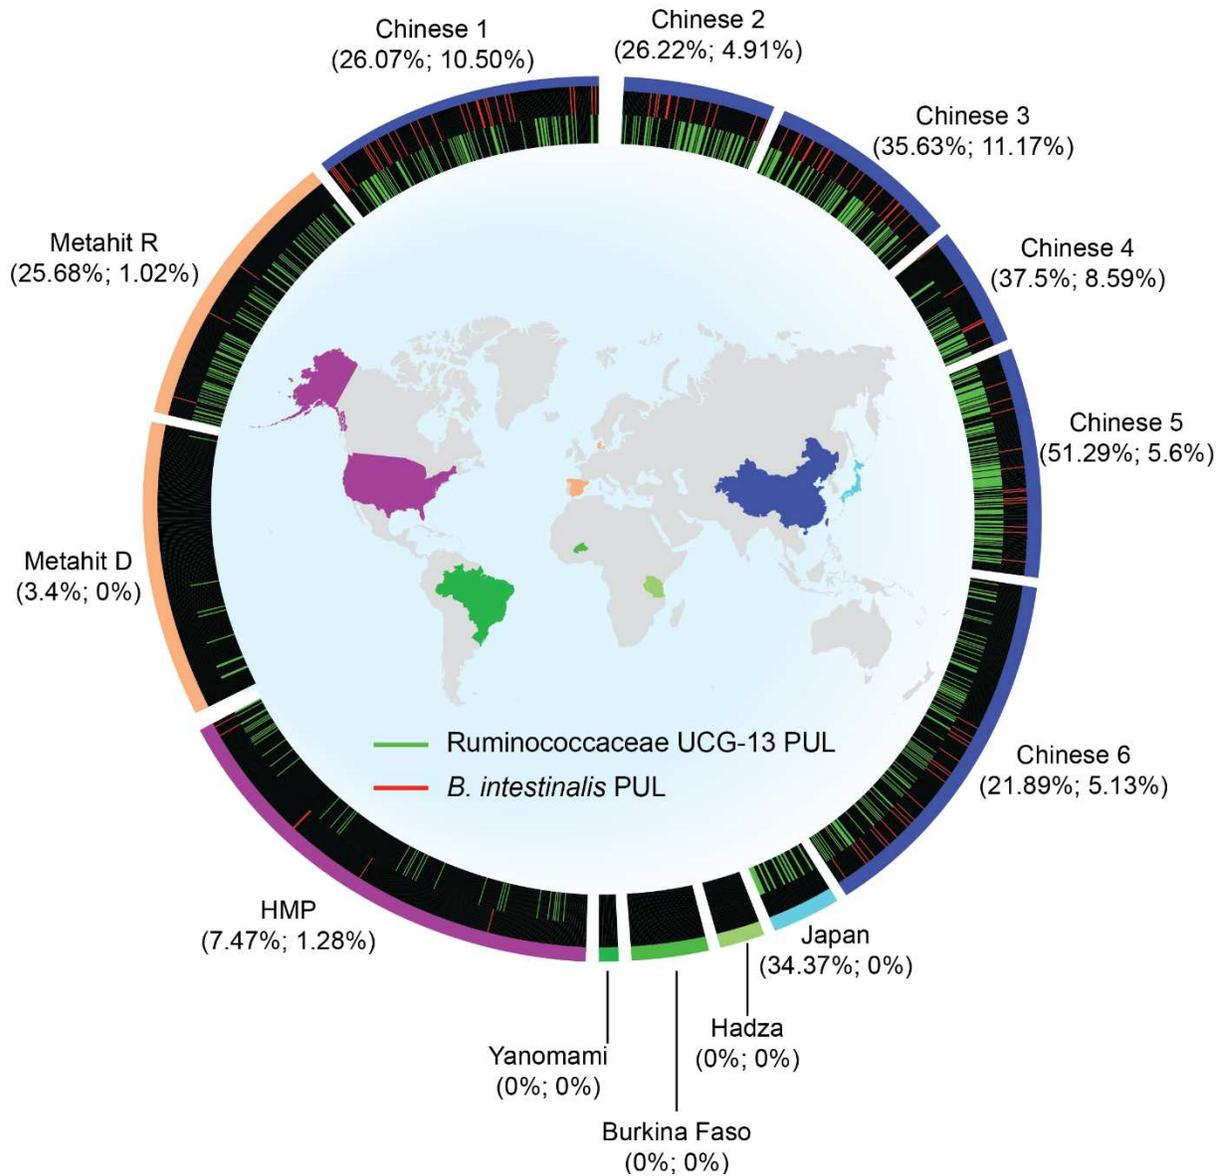 Chinese 1
(26.07%; 10.50%)
Chinese 2
(26.22%; 4.91%)
Chinese 3
(35.63%; 11.17%)
Chinese 4
(37.5%; 8.59%)
Chinese 5
(51.29%; 5.6%)
Chinese 6
(21.89%; 5.13%)
Japan
(34.37%; 0%)
Hadza
(0%; 0%)
Burkina Faso
(0%; 0%)
Yanomami
(0%; 0%)
HMP
(7.47%; 1.28%)
Metahit D
(3.4%; 0%)
Metahit R
(25.68%; 1.02%)
Ruminococcaceae UCG-13 PUL
B. intestinalis PUL